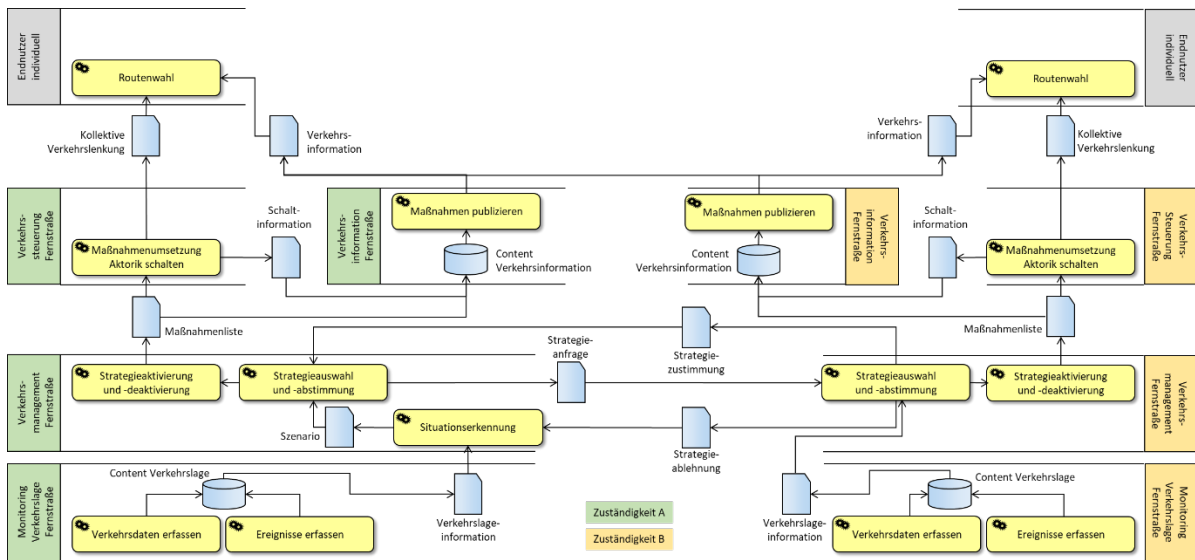 Endnutzer
individuell
Routenwahl
Routenwahl
Endnutzer
individuell
Kollektive
Verkehrslenkung
Verkehrs-
information
Verkehrs-
information
Kollektive
Verkehrslenkung
Verkehrs-
steuerung
Fernstraße
Maßnahmenumsetzung
Aktorik schalten
Schalt-
information
Verkehrs-
information
Fernstraße
Maßnahmen publizieren
Content
Verkehrsinformation
Maßnahmen publizieren
Content
Verkehrsinformation
Verkehrs-
information
Fernstraße
Schalt-
information
Maßnahmenumsetzung
Aktorik schalten
Verkehrs-
Steuerung
Fernstraße
Maßnahmenliste
Maßnahmenliste
Strategie-
anfrage
Strategie-
zustimmung
Verkehrs-
management
Fernstraße
Strategieaktivierung
und -deaktivierung
Strategieauswahl
und -abstimmung
Strategieauswahl
und -abstimmung
Strategieaktivierung
und -deaktivierung
Verkehrs-
management
Fernstraße
Szenario
Situationserkennung
Strategie-
ablehnung
Monitoring
Verkehrslage
Fernstraße
Content Verkehrslage
Verkehrsdaten erfassen
Ereignisse erfassen
Verkehrslage-
information
Zuständigkeit A
Zuständigkeit B
Verkehrslage-
information
Content Verkehrslage
Verkehrsdaten erfassen
Ereignisse erfassen
Monitoring
Verkehrslage
Fernstraße